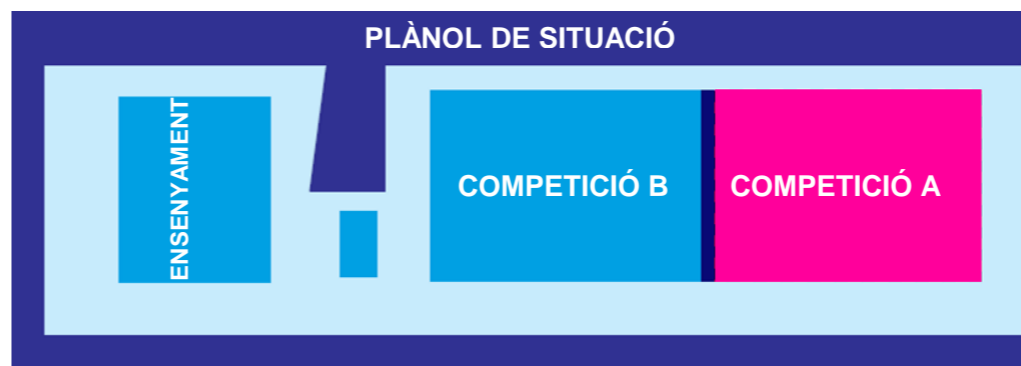 PLÀNOL DE SITUACIÓ
ENSENYAMENT
COMPETICIÓ B
COMPETICIÓ A